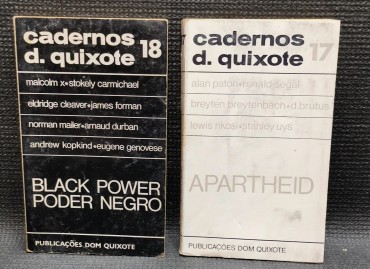 cadernos
d. quixote 18
malcolm x•stokely carmichael
eldridge cleaver•james forman
norman mailer•arnaud durban
andrew kopkind•eugene genovese
BLACK POWER
PODER NEGRO
PUBLICAÇÕES DOM QUIXOTE
cadernos
d. quixote 17
alan paton•ronald segal
breyten breytenbach•d.brutus
lewis nkosi•stanley uys
APARTHEID
PUBLICAÇÕES DOM QUIXOTE